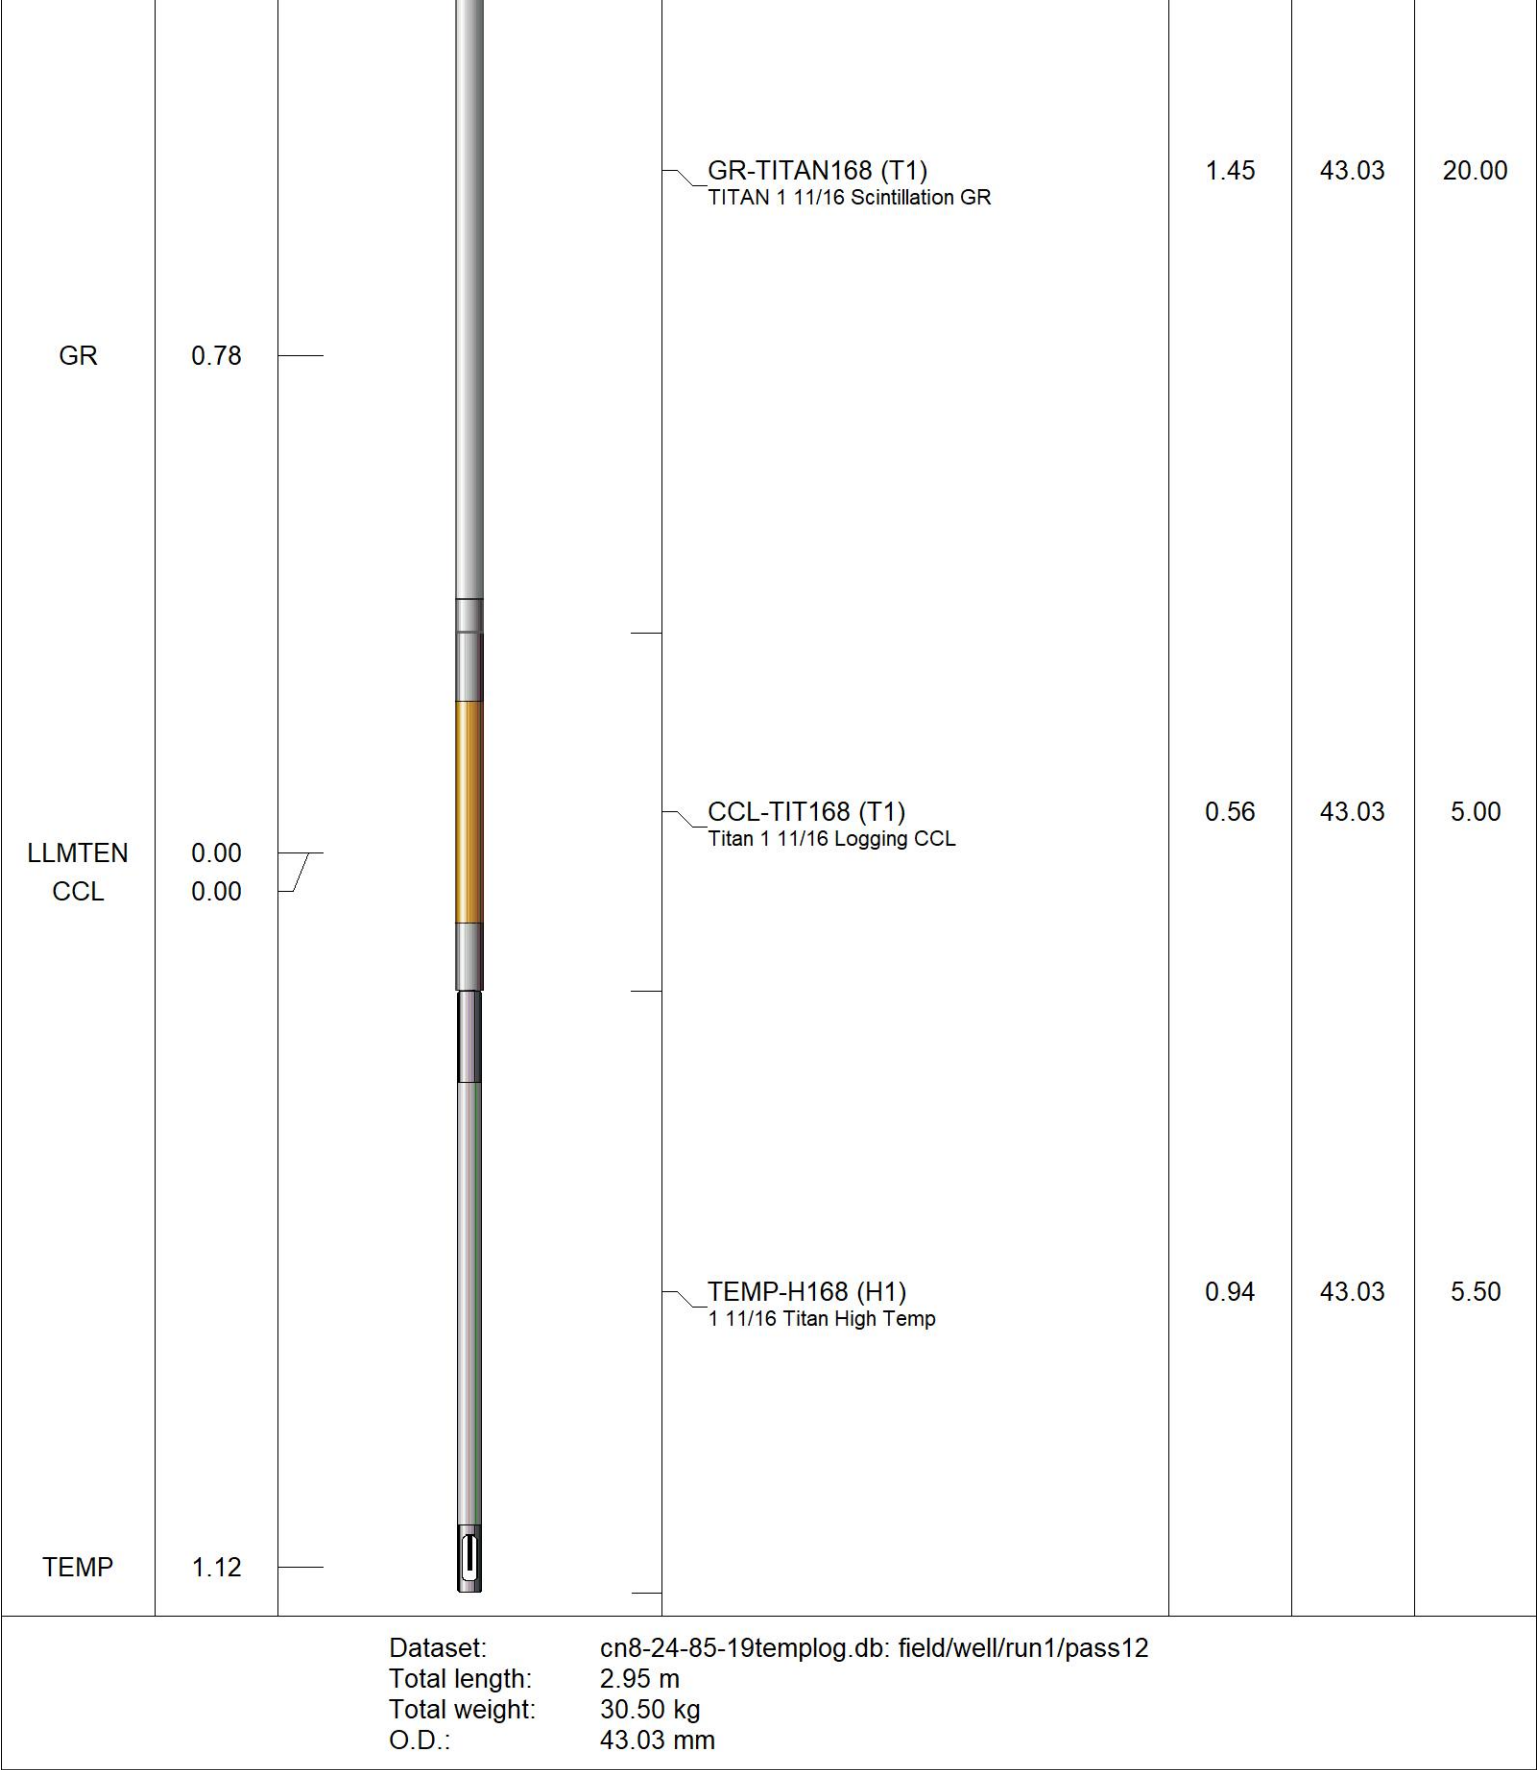 GR-TITAN168 (T1) 1.45 43.03 20.00
TITAN 1 11/16 Scintillation GR
GR 0.78
CCL-TIT168 (T1) 0.56 43.03 5.00
Titan 1 11/16 Logging CCL
LLMTEN 0.00
CCL 0.00
TEMP-H168 (H1) 0.94 43.03 5.50
1 11/16 Titan High Temp
TEMP 1.12
Dataset: cn8-24-85-19templog.db: field/well/run1/pass12
Total length: 2.95 m
Total weight: 30.50 kg
O.D.: 43.03 mm